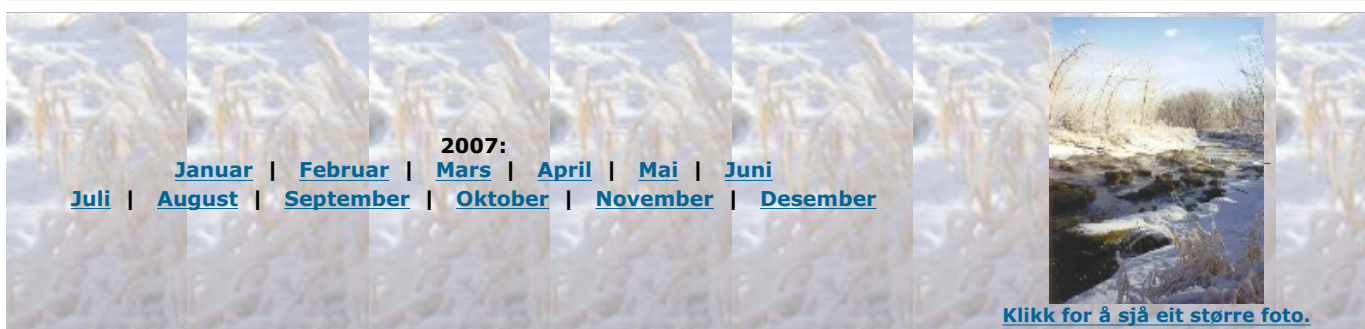 2007:
Januar | Februar | Mars | April | Mai | Juni
Juli | August | September | Oktober | November | Desember
Klikk for å sjå eit større foto.